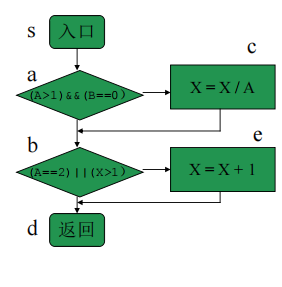 s 入口
c
a (A>1)&&(B==0) X=X/A
b e
(A==2)||(X>1) X=X+1
d 返回